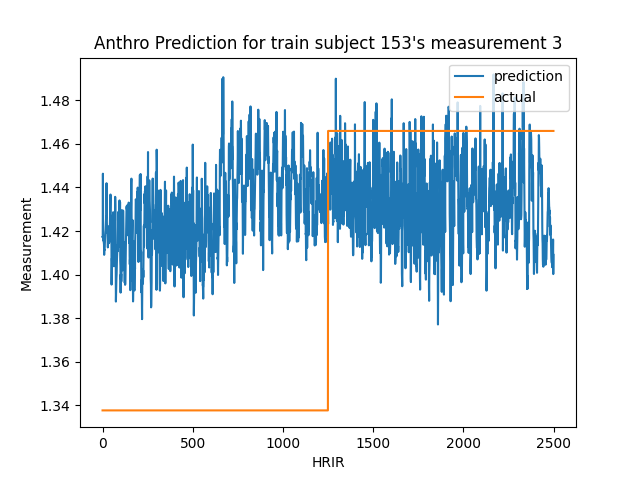 Anthro Prediction for train subject 153's measurement 3
prediction
actual
1.48
1.46
1.44
1.42
1.40
1.38
1.36
1.34
Measurement
0
500
1000
1500
2000
2500
HRIR